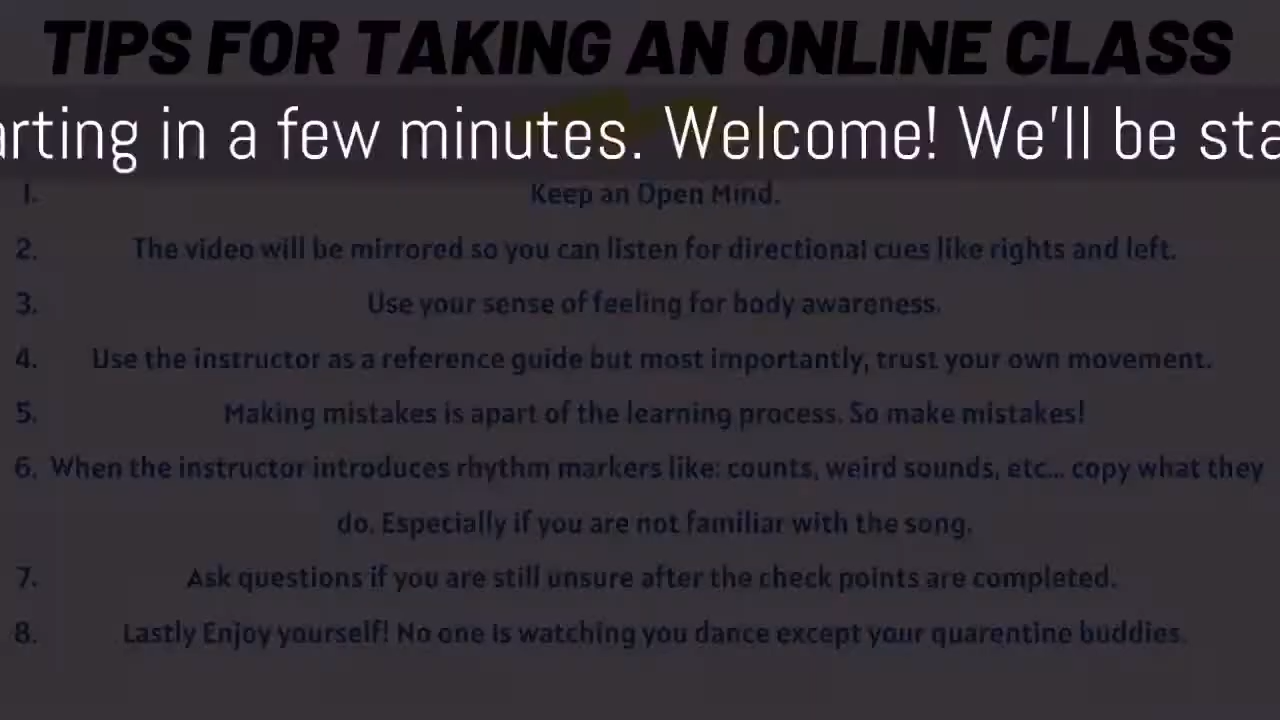 TIPS FOR TAKING AN ONLINE CLASS
arting in a few minutes. Welcome! We'll be sta
1. Keep an Open Mind.
2. The video will be mirrored so you can listen for directional cues like rights and left.
3. Use your sense of feeling for body awareness.
4. Use the instructor as a reference guide but most importantly, trust your own movement.
5. Making mistakes is apart of the learning process. So make mistakes!
6. When the instructor introduces rhythm markers like: counts, weird sounds, etc... copy what they
do. Especially if you are not familiar with the song.
7. Ask questions if you are still unsure after the check points are completed.
8. Lastly Enjoy yourself! No one is watching you dance except your quarentine buddies.